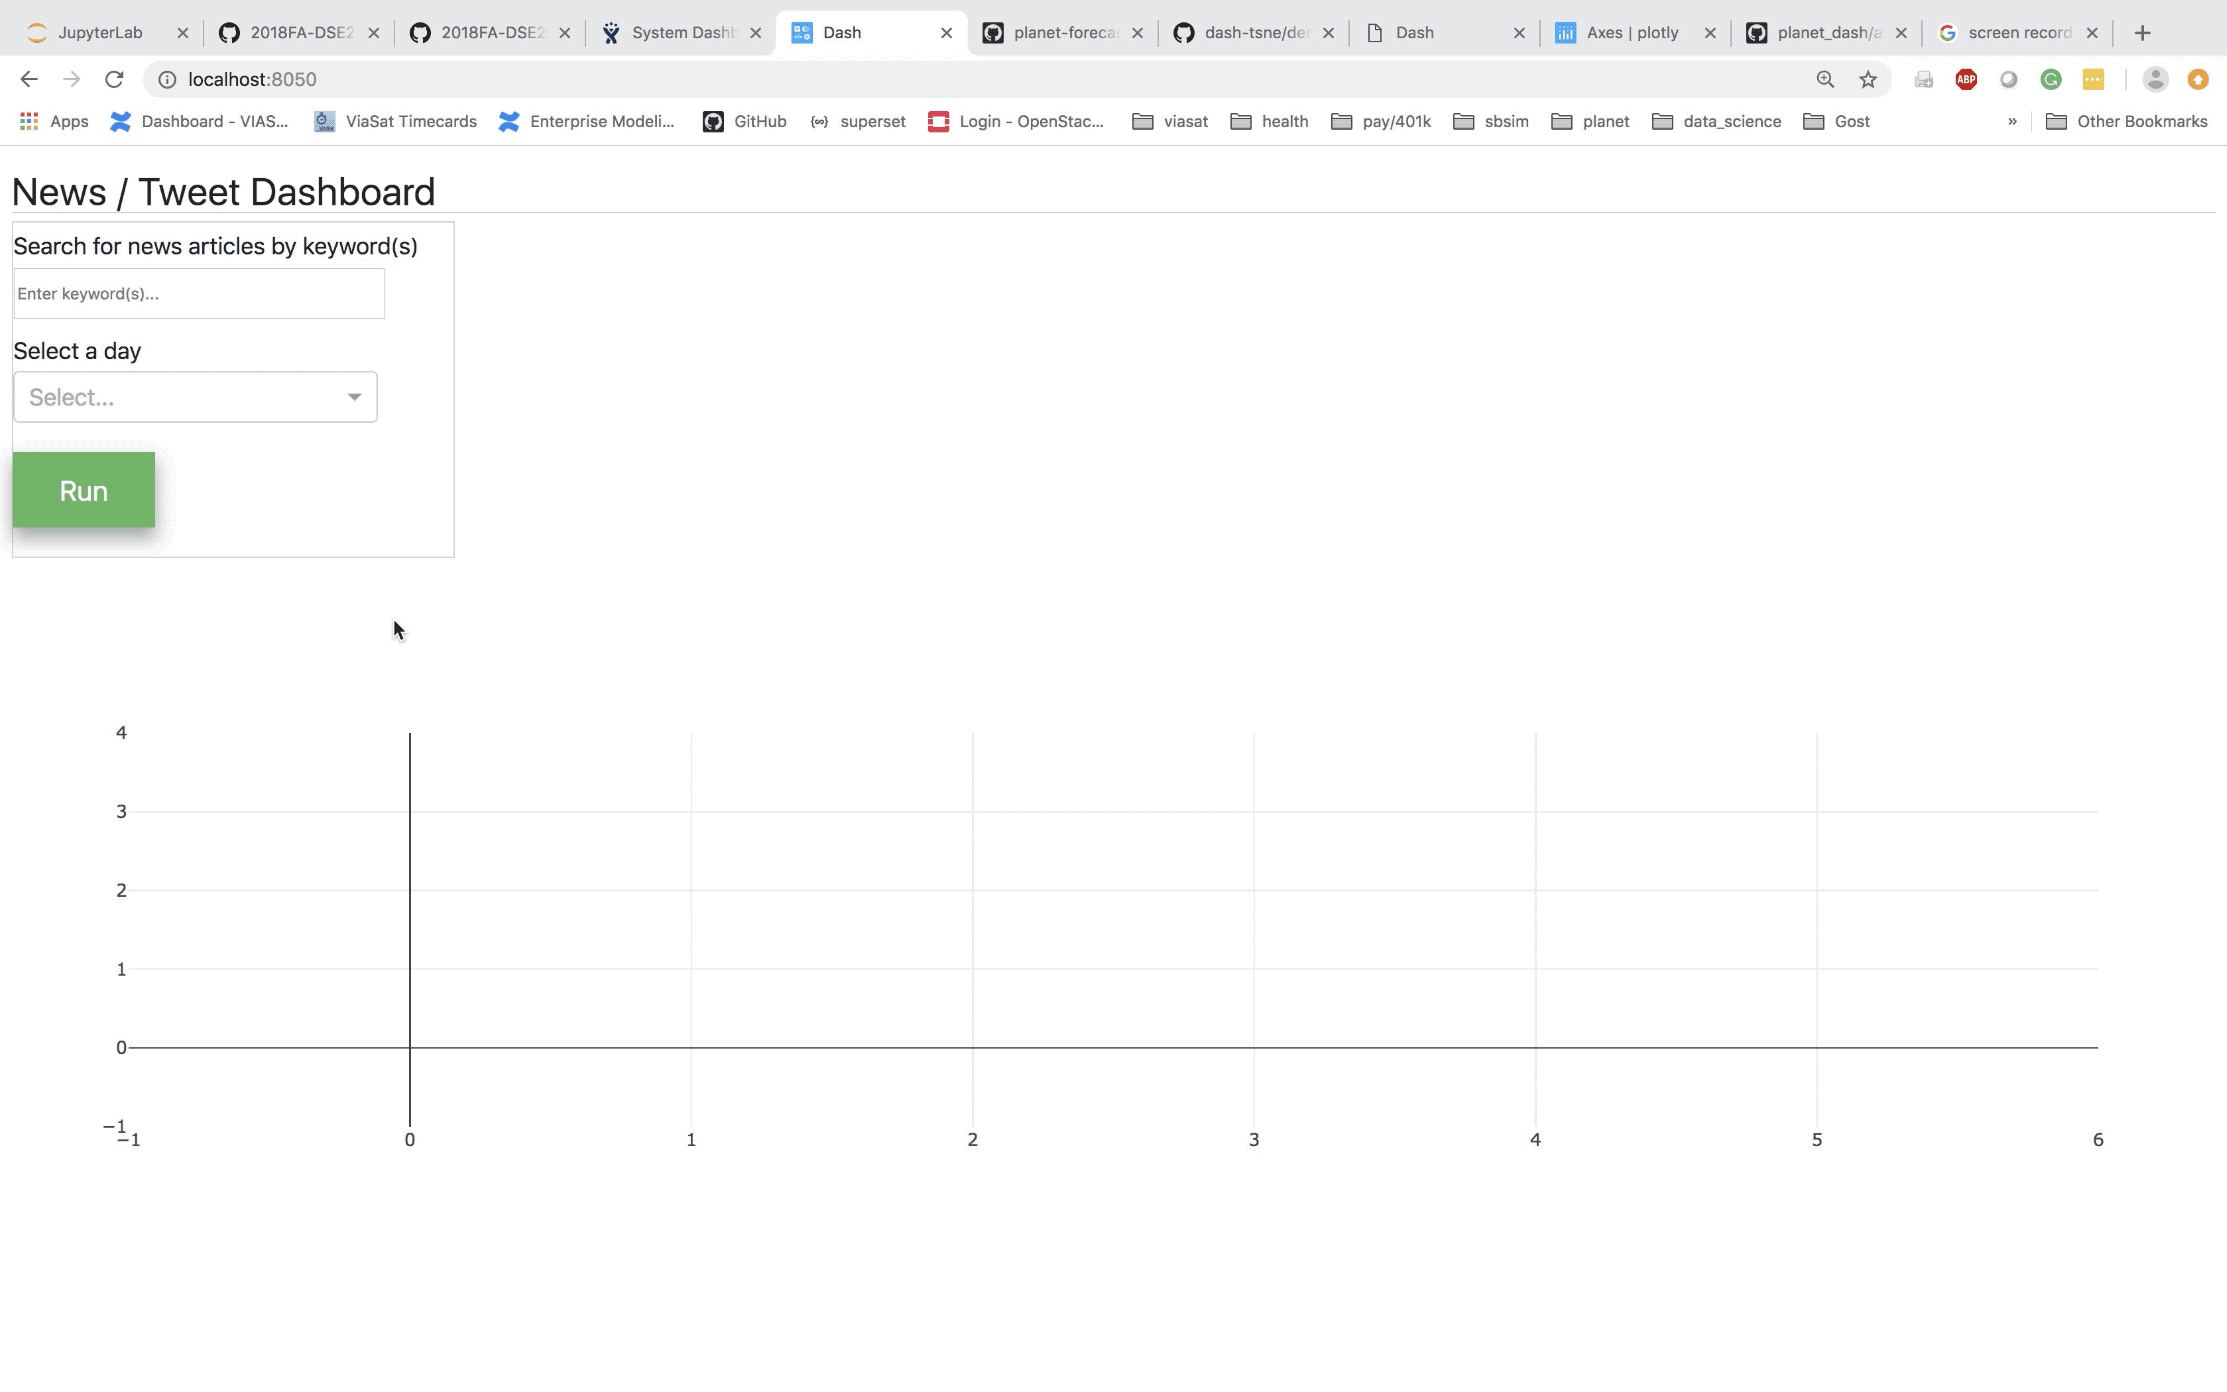 JupyterLab 2018FA-DSE2 2018FA-DSE2 System Dashb Dash planet-forecas dash-tsne/der Dash Axes | plotly planet_dash/a screen record
localhost:8050
ABP
Apps Dashboard - VIAS... ViaSat Timecards Enterprise Modeli... GitHub superset Login - OpenStac... viasat health pay/401k sbsim planet data_science Gost » Other Bookmarks
News / Tweet Dashboard
Search for news articles by keyword(s)
Enter keyword(s)...
Select a day
Select...
Run
4
3
2
1
0
−1
−1 0 1 2 3 4 5 6